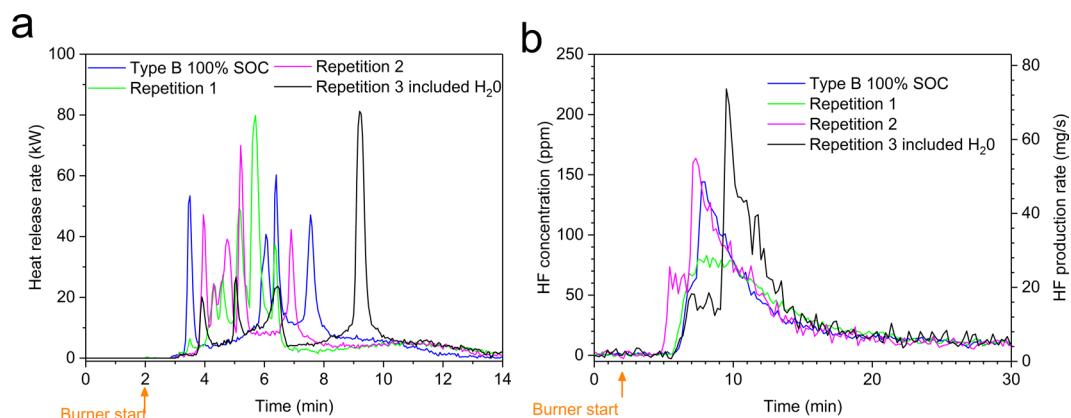 a
100
80
60
40
20
0
Heat release rate (kW)
Type B 100% SOC
Repetition 1
Repetition 2
Repetition 3 included H₂0
0 2 4 6 8 10 12 14
Burner start
Time (min)
b
250
200
150
100
50
0
HF concentration (ppm)
Type B 100% SOC
Repetition 1
Repetition 2
Repetition 3 included H₂0
80
60
40
20
0
HF production rate (mg/s)
0 10 20 30
Burner start
Time (min)